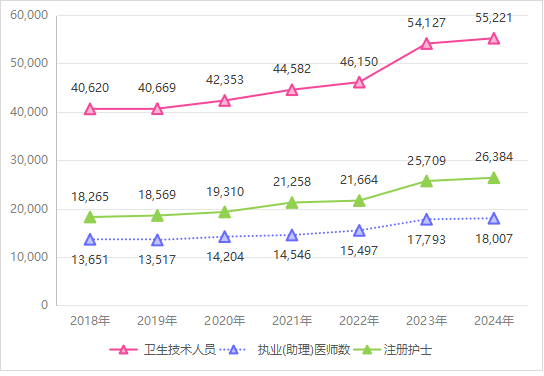 60,000
50,000
40,000
30,000
20,000
10,000
0
40,620 40,669 42,353 44,582 46,150 54,127 55,221
18,265 18,569 19,310 21,258 21,664 25,709 26,384
13,651 13,517 14,204 14,546 15,497 17,793 18,007
2018年 2019年 2020年 2021年 2022年 2023年 2024年
卫生技术人员 执业(助理)医师数 注册护士